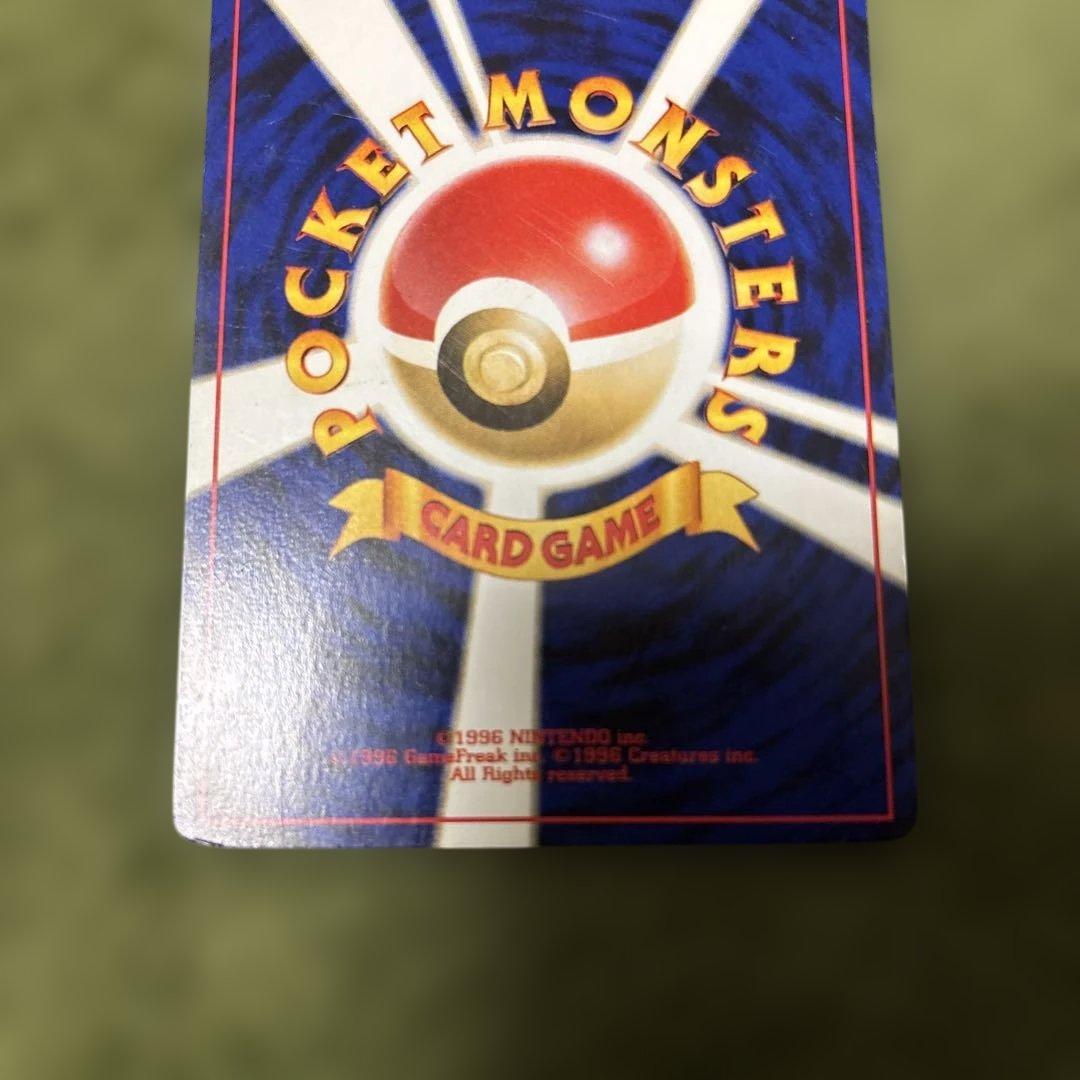 POCKET MONSTERS
CARD GAME
©1996 NINTENDO inc.
©1996 GameFreak inc. ©1996 Creatures inc.
All Rights reserved.